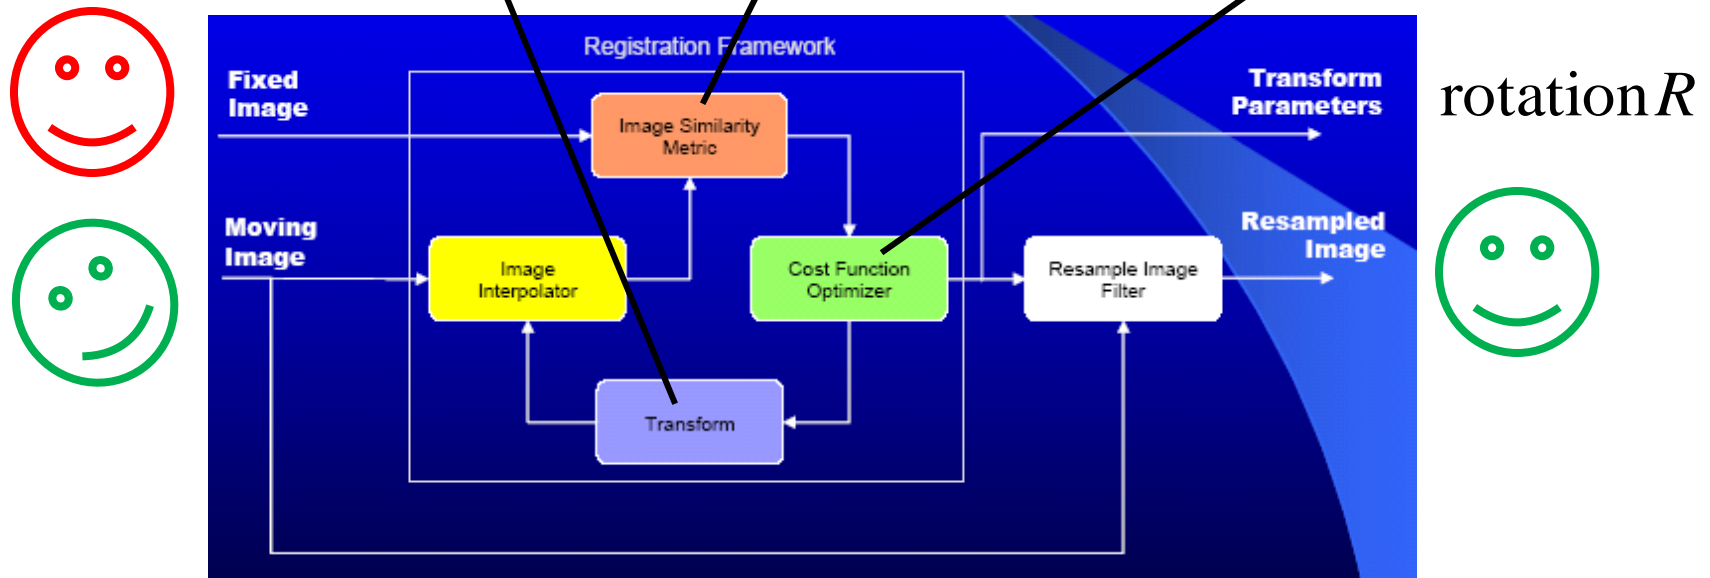 Registration Framework
Fixed
Image
Image Similarity
Metric
Transform
Parameters
rotation R
Moving
Image
Image
Interpolator
Cost Function
Optimizer
Resample Image
Filter
Resampled
Image
Transform